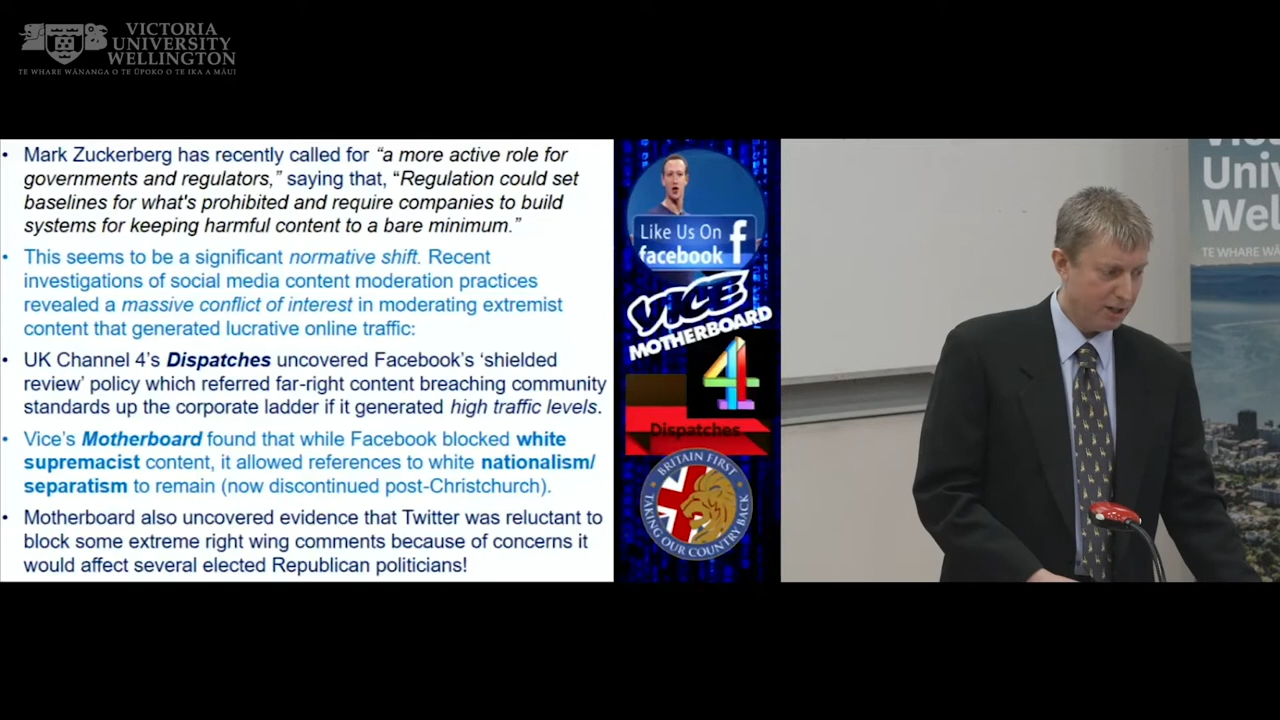 VICTORIA
UNIVERSITY
WELLINGTON
TE WHARE WĀNANGA O TE ŪPOKO O TE IKA A MĀUI
• Mark Zuckerberg has recently called for “a more active role for
governments and regulators,” saying that, “Regulation could set
baselines for what's prohibited and require companies to build
systems for keeping harmful content to a bare minimum.”
• This seems to be a significant normative shift. Recent
investigations of social media content moderation practices
revealed a massive conflict of interest in moderating extremist
content that generated lucrative online traffic:
• UK Channel 4’s Dispatches uncovered Facebook’s ‘shielded
review’ policy which referred far-right content breaching community
standards up the corporate ladder if it generated high traffic levels.
• Vice’s Motherboard found that while Facebook blocked white
supremacist content, it allowed references to white nationalism/
separatism to remain (now discontinued post-Christchurch).
• Motherboard also uncovered evidence that Twitter was reluctant to
block some extreme right wing comments because of concerns it
would affect several elected Republican politicians!
Like Us On
facebook
f
VICE
MOTHERBOARD
4
Dispatches
BRITAIN FIRST
TAKING OUR COUNTRY BACK
Univ
Wel
TE WHARE WĀ